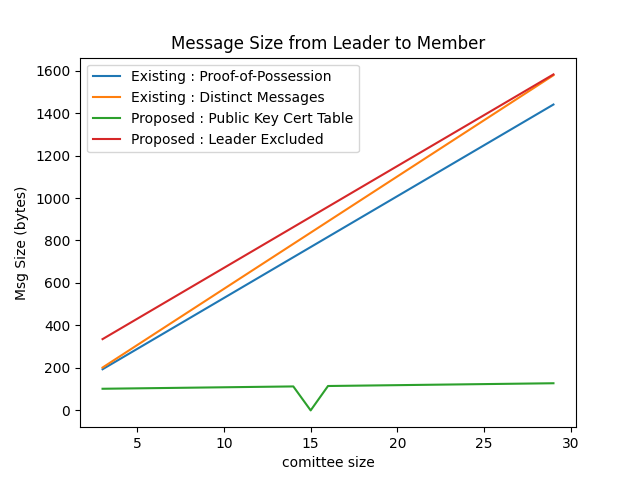 Message Size from Leader to Member
Existing : Proof-of-Possession
Existing : Distinct Messages
Proposed : Public Key Cert Table
Proposed : Leader Excluded
1600
1400
1200
1000
800
600
400
200
0
Msg Size (bytes)
5 10 15 20 25 30
comittee size